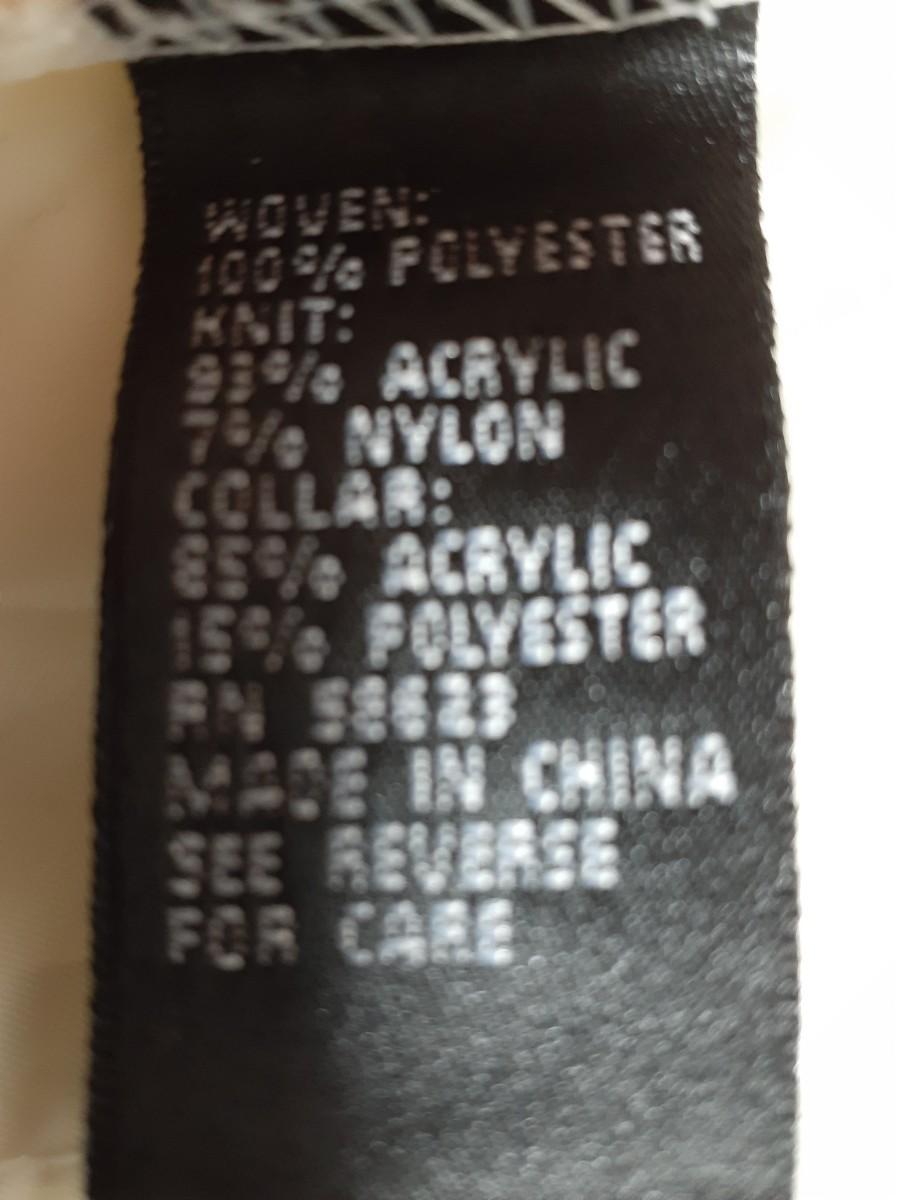 WOVEN:
100% POLYESTER
KNIT:
93% ACRYLIC
7% NYLON
COLLAR:
85% ACRYLIC
15% POLYESTER
RN 58623
MADE IN CHINA
SEE REVERSE
FOR CARE